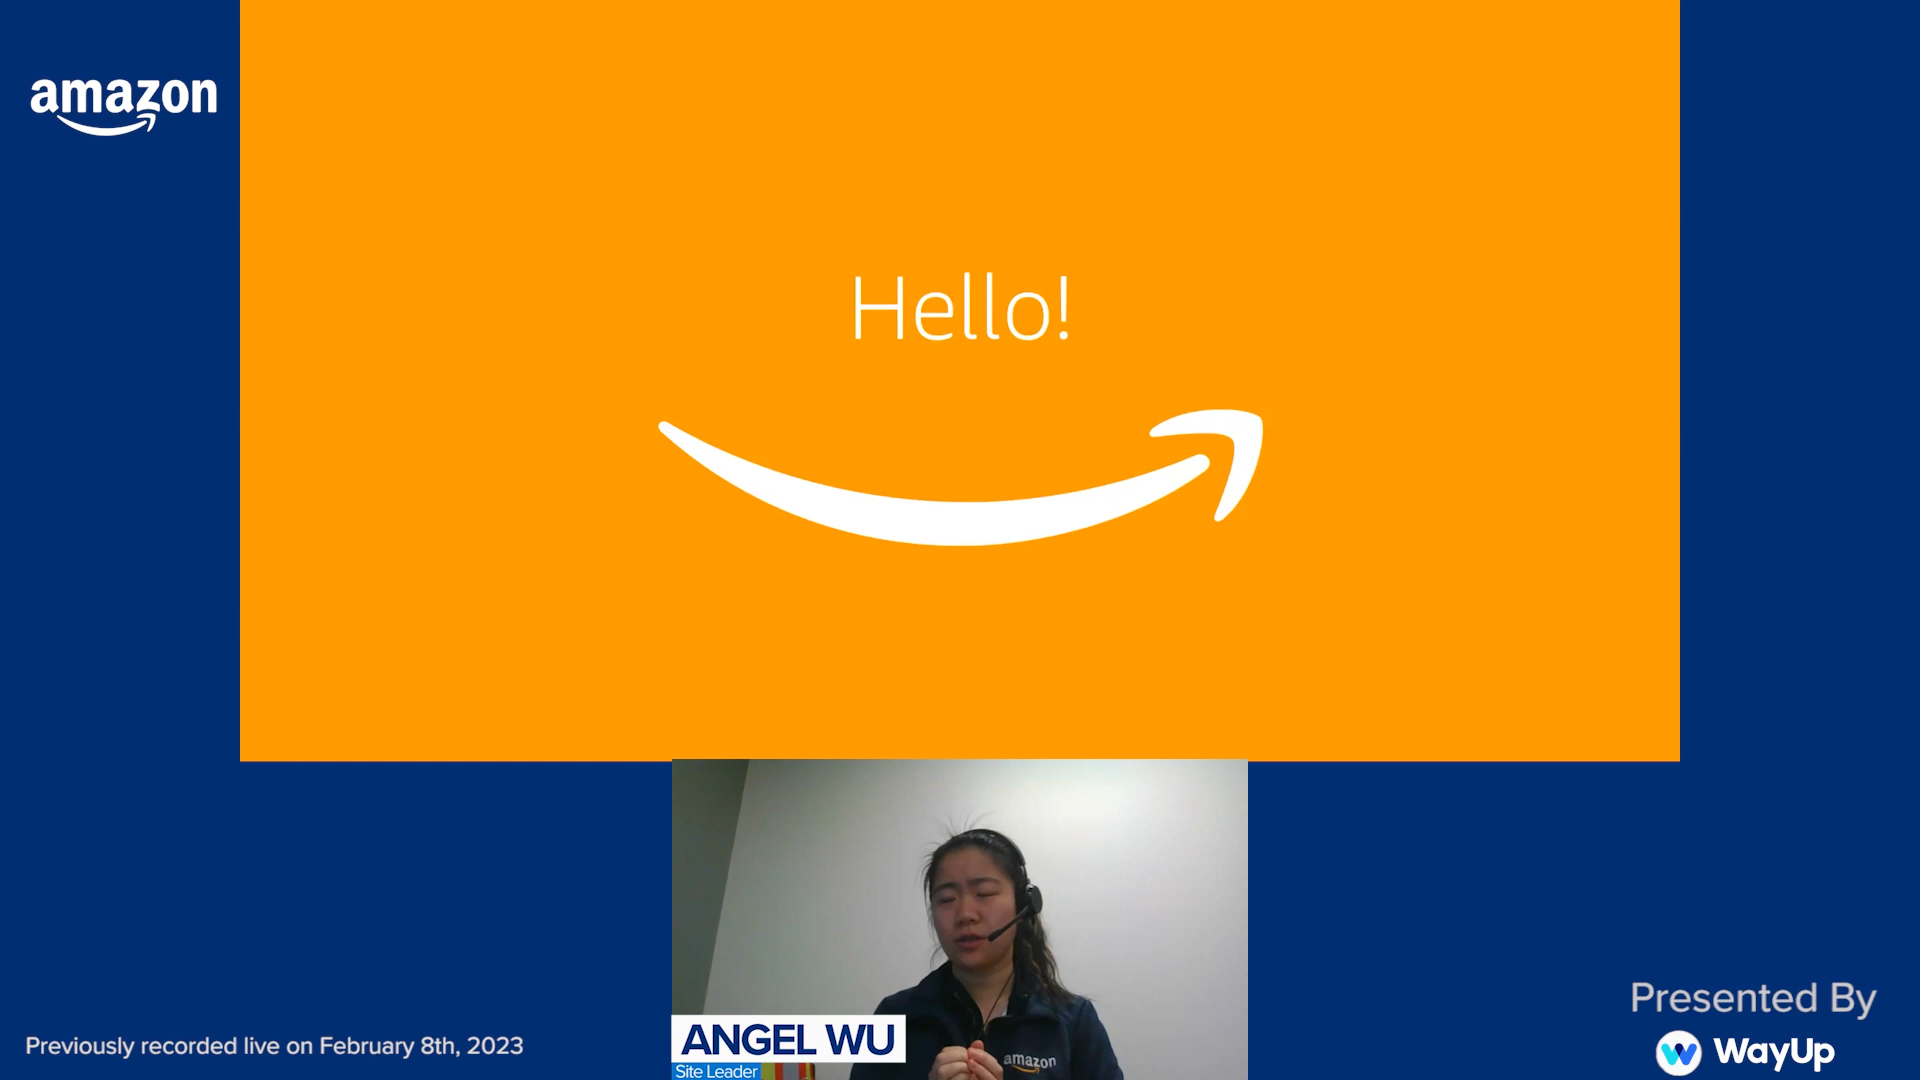 amazon
Hello!
ANGEL WU
Site Leader
amazon
Previously recorded live on February 8th, 2023
Presented By
WayUp